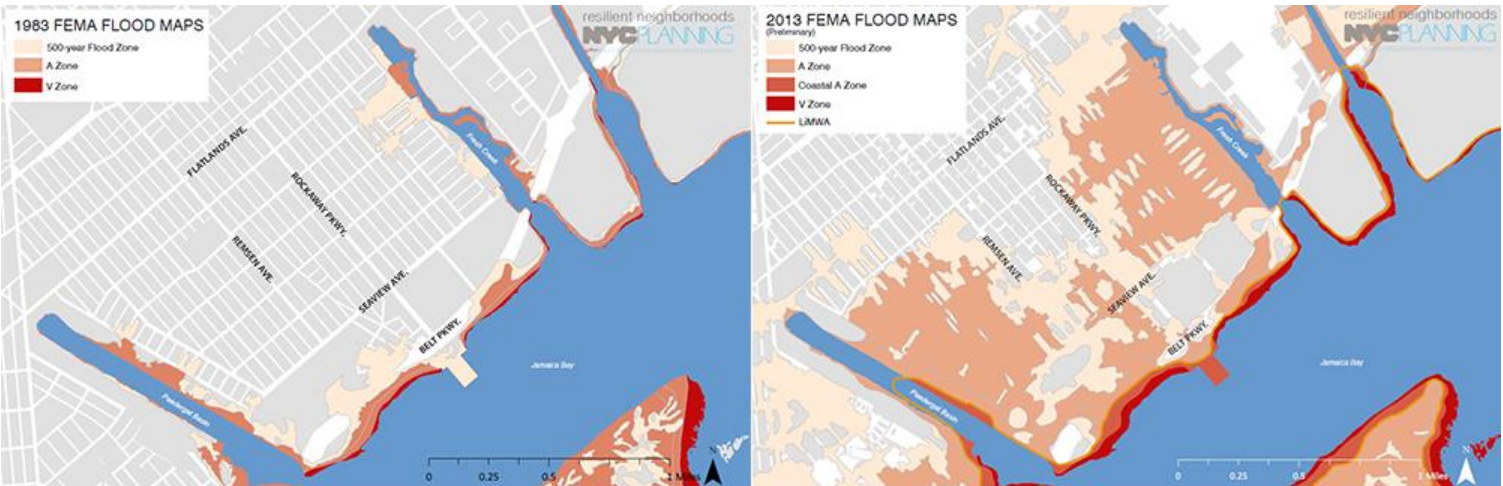 1983 FEMA FLOOD MAPS
500-year Flood Zone
A Zone
V Zone
resilient neighborhoods
NYCPLANNING
FLATLANDS AVE.
ROCKAWAY PKWY.
REMSEN AVE.
SEAVIEW AVE.
BELT PKWY.
Fresh Creek
Paerdegat Basin
Jamaica Bay
0 0.25 0.5 1 Miles
N
2013 FEMA FLOOD MAPS
(Preliminary)
500-year Flood Zone
A Zone
Coastal A Zone
V Zone
LiMWA
resilient neighborhoods
NYCPLANNING
FLATLANDS AVE.
ROCKAWAY PKWY.
REMSEN AVE.
SEAVIEW AVE.
BELT PKWY.
Fresh Creek
Paerdegat Basin
Jamaica Bay
0 0.25 0.5 1 Miles
N